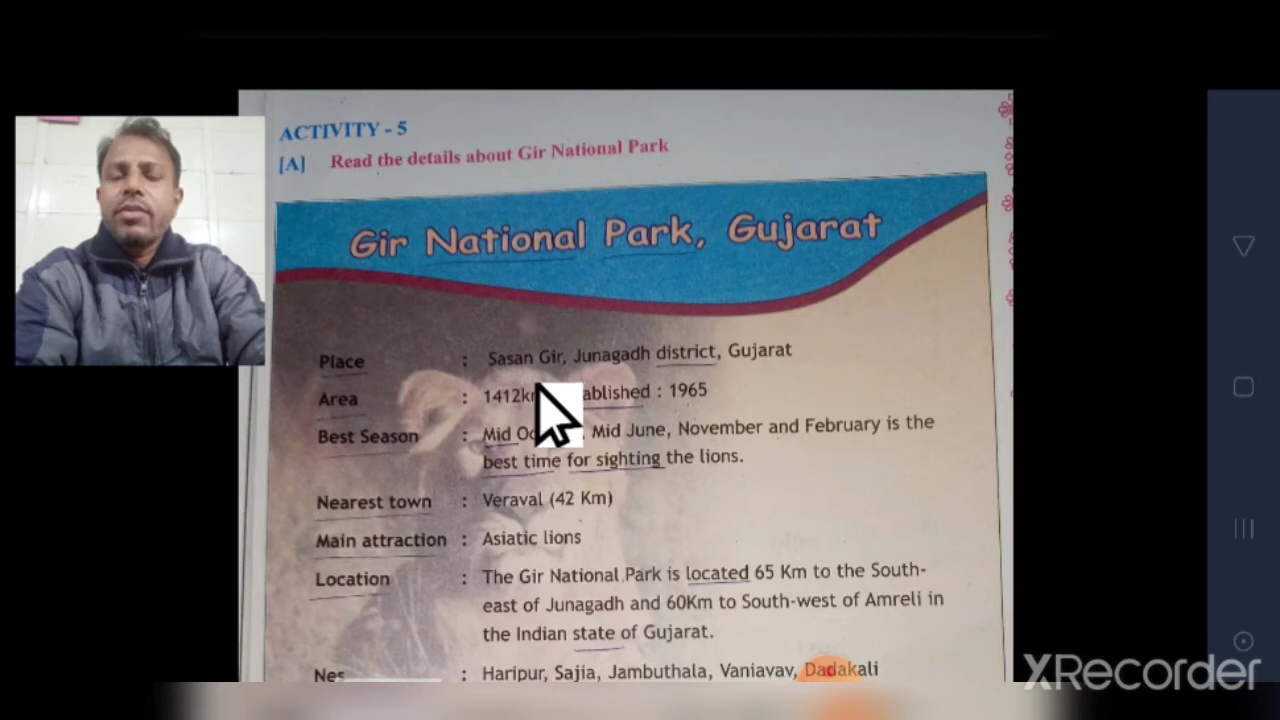 ACTIVITY - 5
[A] Read the details about Gir National Park
Gir National Park, Gujarat
Place : Sasan Gir, Junagadh district, Gujarat
Area : : 1965
Best Season : Mid Mid June, November and February is the
best time for sighting the lions.
Nearest town : Veraval (42 Km)
Main attraction : Asiatic lions
Location : The Gir National Park is located 65 Km to the South-
east of Junagadh and 60Km to South-west of Amreli in
the Indian state of Gujarat.
Nes : Haripur, Sajia, Jambuthala, Vaniavav, Dadakali
XRecorder